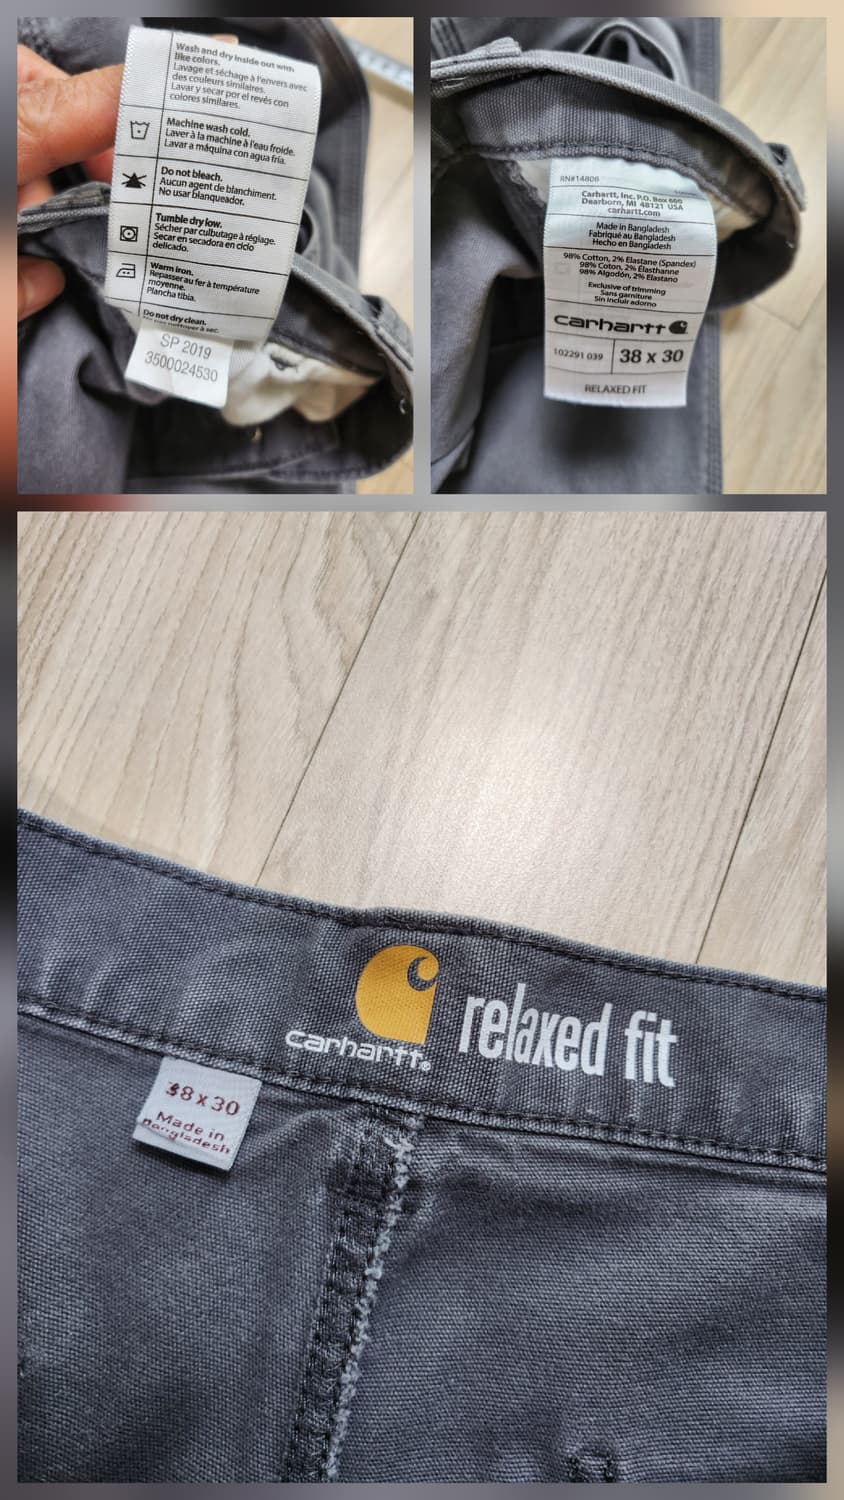 Wash and dry inside out with
like colors.
Lavage et séchage à l'envers avec
des couleurs similaires.
Lavar y secar por el revés con
colores similares.
Machine wash cold.
Laver à la machine à l'eau froide.
Lavar a máquina con agua fría.
Do not bleach.
Aucun agent de blanchiment.
No usar blanqueador.
Tumble dry low.
Sécher par culbutage à réglage.
Secar en secadora en ciclo
delicado.
Warm iron.
Repasser au fer à température
moyenne.
Plancha tibia.
Do not dry clean.
SP 2019
3500024530
RN#14806
Carhartt, Inc. P.O. Box 600
Dearborn, MI 48121 USA
carhartt.com
Made in Bangladesh
Fabriqué au Bangladesh
Hecho en Bangladesh
98% Cotton, 2% Elastane (Spandex)
98% Coton, 2% Élasthanne
98% Algodón, 2% Elastano
Exclusive of trimming
Sans garniture
Sin incluir adorno
carhartt
102291 039
38 x 30
RELAXED FIT
carhartt® relaxed fit
38 x 30
Made in
Bangladesh